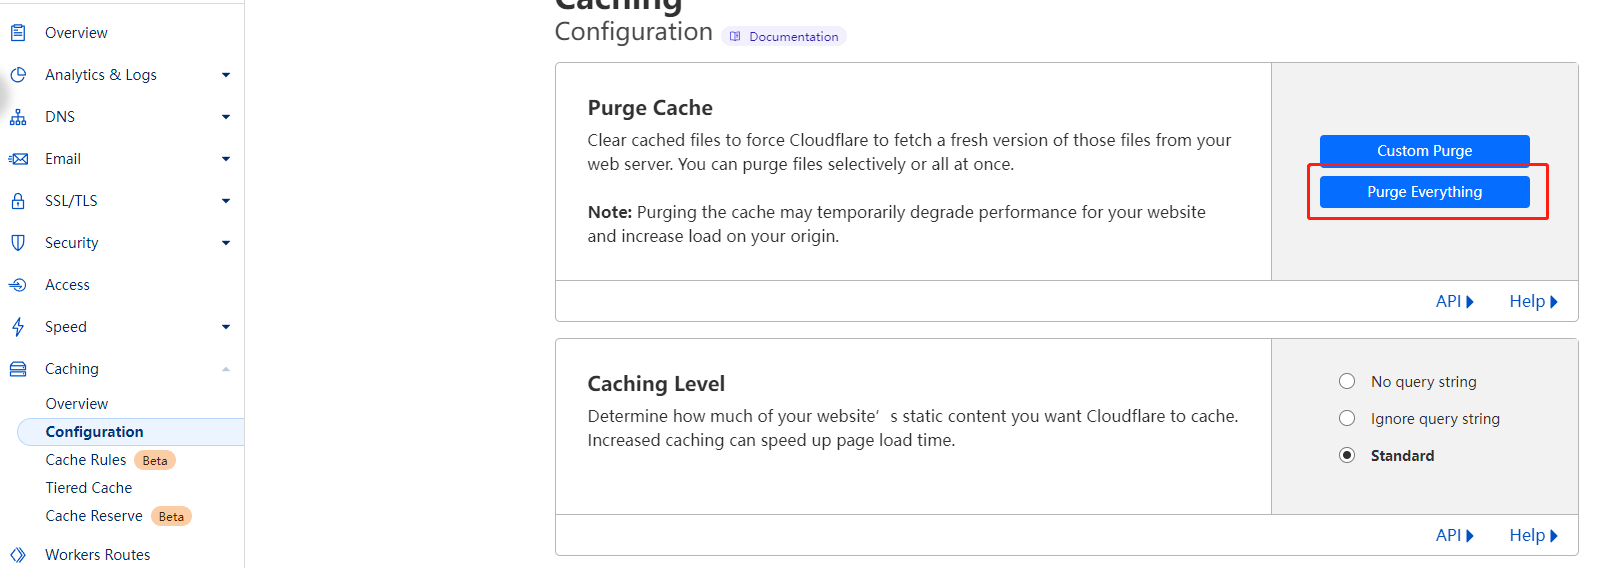 Overview
Analytics & Logs
DNS
Email
SSL/TLS
Security
Access
Speed
Caching
Overview
Configuration
Cache Rules Beta
Tiered Cache
Cache Reserve Beta
Workers Routes
Caching
Configuration Documentation
Purge Cache
Clear cached files to force Cloudflare to fetch a fresh version of those files from your
web server. You can purge files selectively or all at once.
Note: Purging the cache may temporarily degrade performance for your website
and increase load on your origin.
Custom Purge
Purge Everything
API Help
Caching Level
Determine how much of your website’s static content you want Cloudflare to cache.
Increased caching can speed up page load time.
No query string
Ignore query string
Standard
API Help